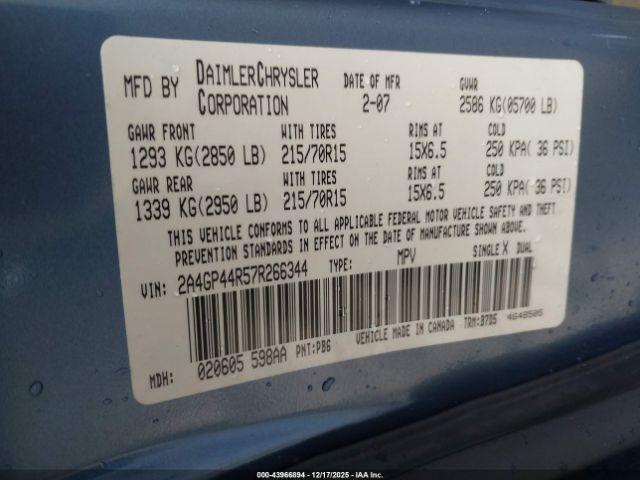 MFD BY DAIMLERCHRYSLER CORPORATION DATE OF MFR 2-07 GVWR 2586 KG(05700 LB)
GAWR FRONT WITH TIRES RIMS AT COLD
1293 KG(2850 LB) 215/70R15 15X6.5 250 KPA( 36 PSI)
GAWR REAR WITH TIRES RIMS AT COLD
1339 KG(2950 LB) 215/70R15 15X6.5 250 KPA( 36 PSI)
THIS VEHICLE CONFORMS TO ALL APPLICABLE FEDERAL MOTOR VEHICLE SAFETY AND THEFT
PREVENTION STANDARDS IN EFFECT ON THE DATE OF MANUFACTURE SHOWN ABOVE.
VIN: 2A4GP44R57R266344 TYPE: MPV SINGLE X DUAL
VEHICLE MADE IN CANADA TRM:B7D5 4648505
MDH: 020605 598AA PNT:PB6
© COPY - 43966894 - 12/17/2025 - IAA Inc.